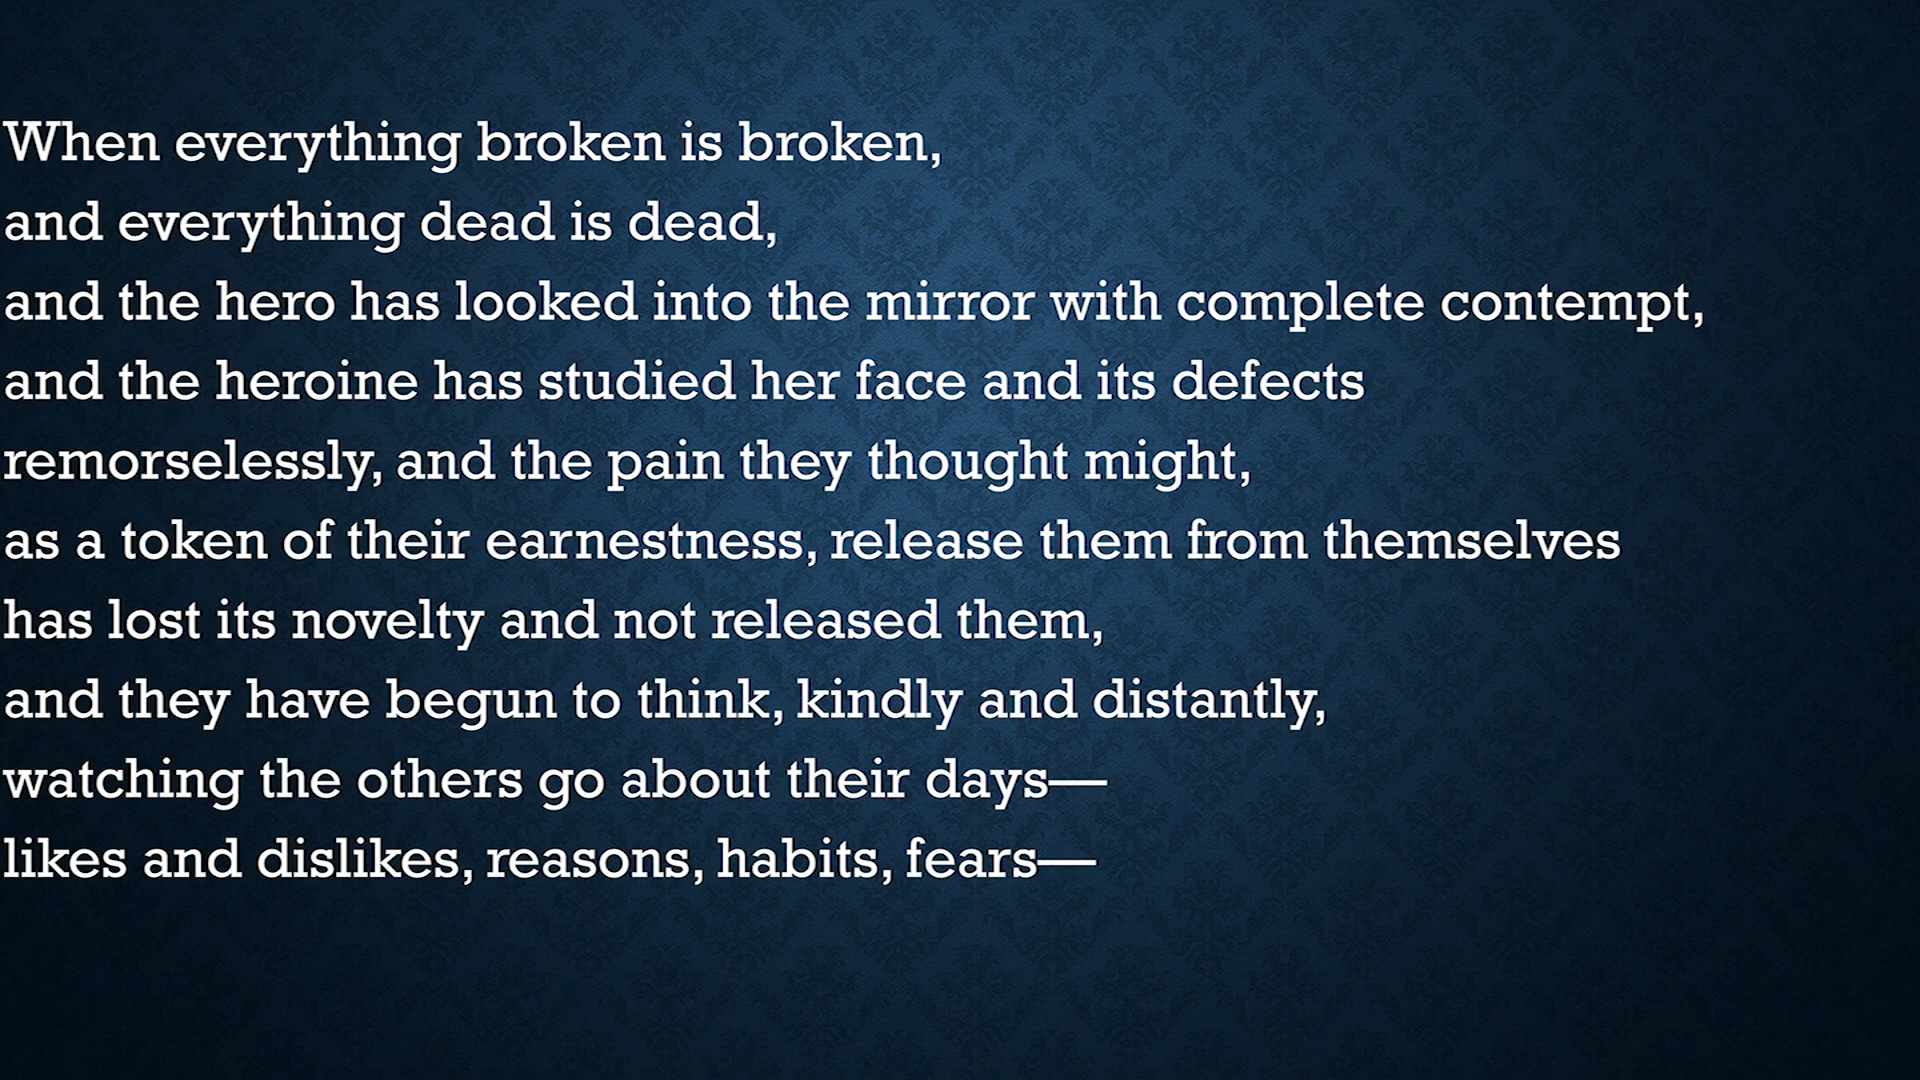 When everything broken is broken,
and everything dead is dead,
and the hero has looked into the mirror with complete contempt,
and the heroine has studied her face and its defects
remorselessly, and the pain they thought might,
as a token of their earnestness, release them from themselves
has lost its novelty and not released them,
and they have begun to think, kindly and distantly,
watching the others go about their days—
likes and dislikes, reasons, habits, fears—